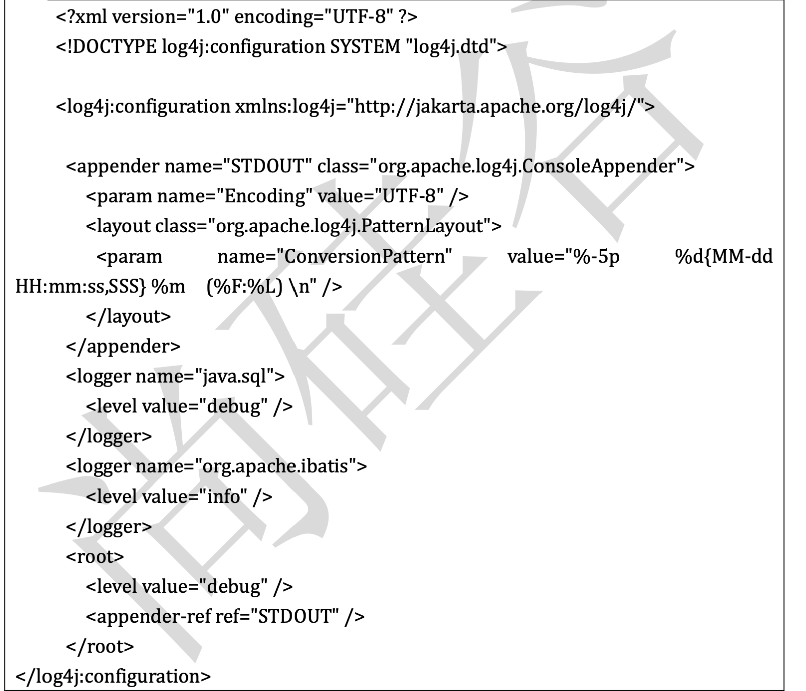 <?xml version="1.0" encoding="UTF-8" ?>
<!DOCTYPE log4j:configuration SYSTEM "log4j.dtd">
<log4j:configuration xmlns:log4j="http://jakarta.apache.org/log4j/">
<appender name="STDOUT" class="org.apache.log4j.ConsoleAppender">
<param name="Encoding" value="UTF-8" />
<layout class="org.apache.log4j.PatternLayout">
<param name="ConversionPattern" value="%-5p %d{MM-dd
HH:mm:ss,SSS} %m (%F:%L) \n" />
</layout>
</appender>
<logger name="java.sql">
<level value="debug" />
</logger>
<logger name="org.apache.ibatis">
<level value="info" />
</logger>
<root>
<level value="debug" />
<appender-ref ref="STDOUT" />
</root>
</log4j:configuration>
尚硅谷